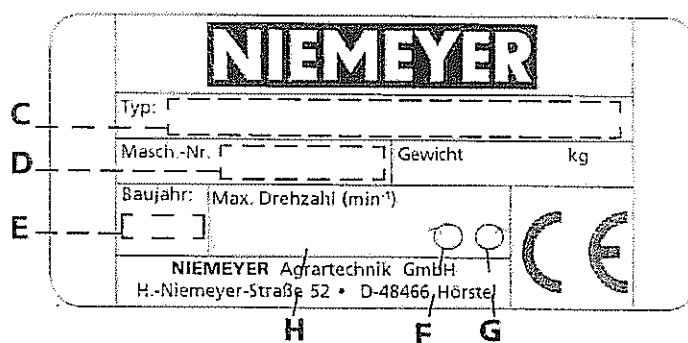 NIEMEYER
C Typ:
D Masch.-Nr. Gewicht kg
E Baujahr: Max. Drehzahl (min⁻¹)
CE
NIEMEYER Agrartechnik GmbH
H.-Niemeyer-Straße 52 • D-48466 Hörstel
H F G